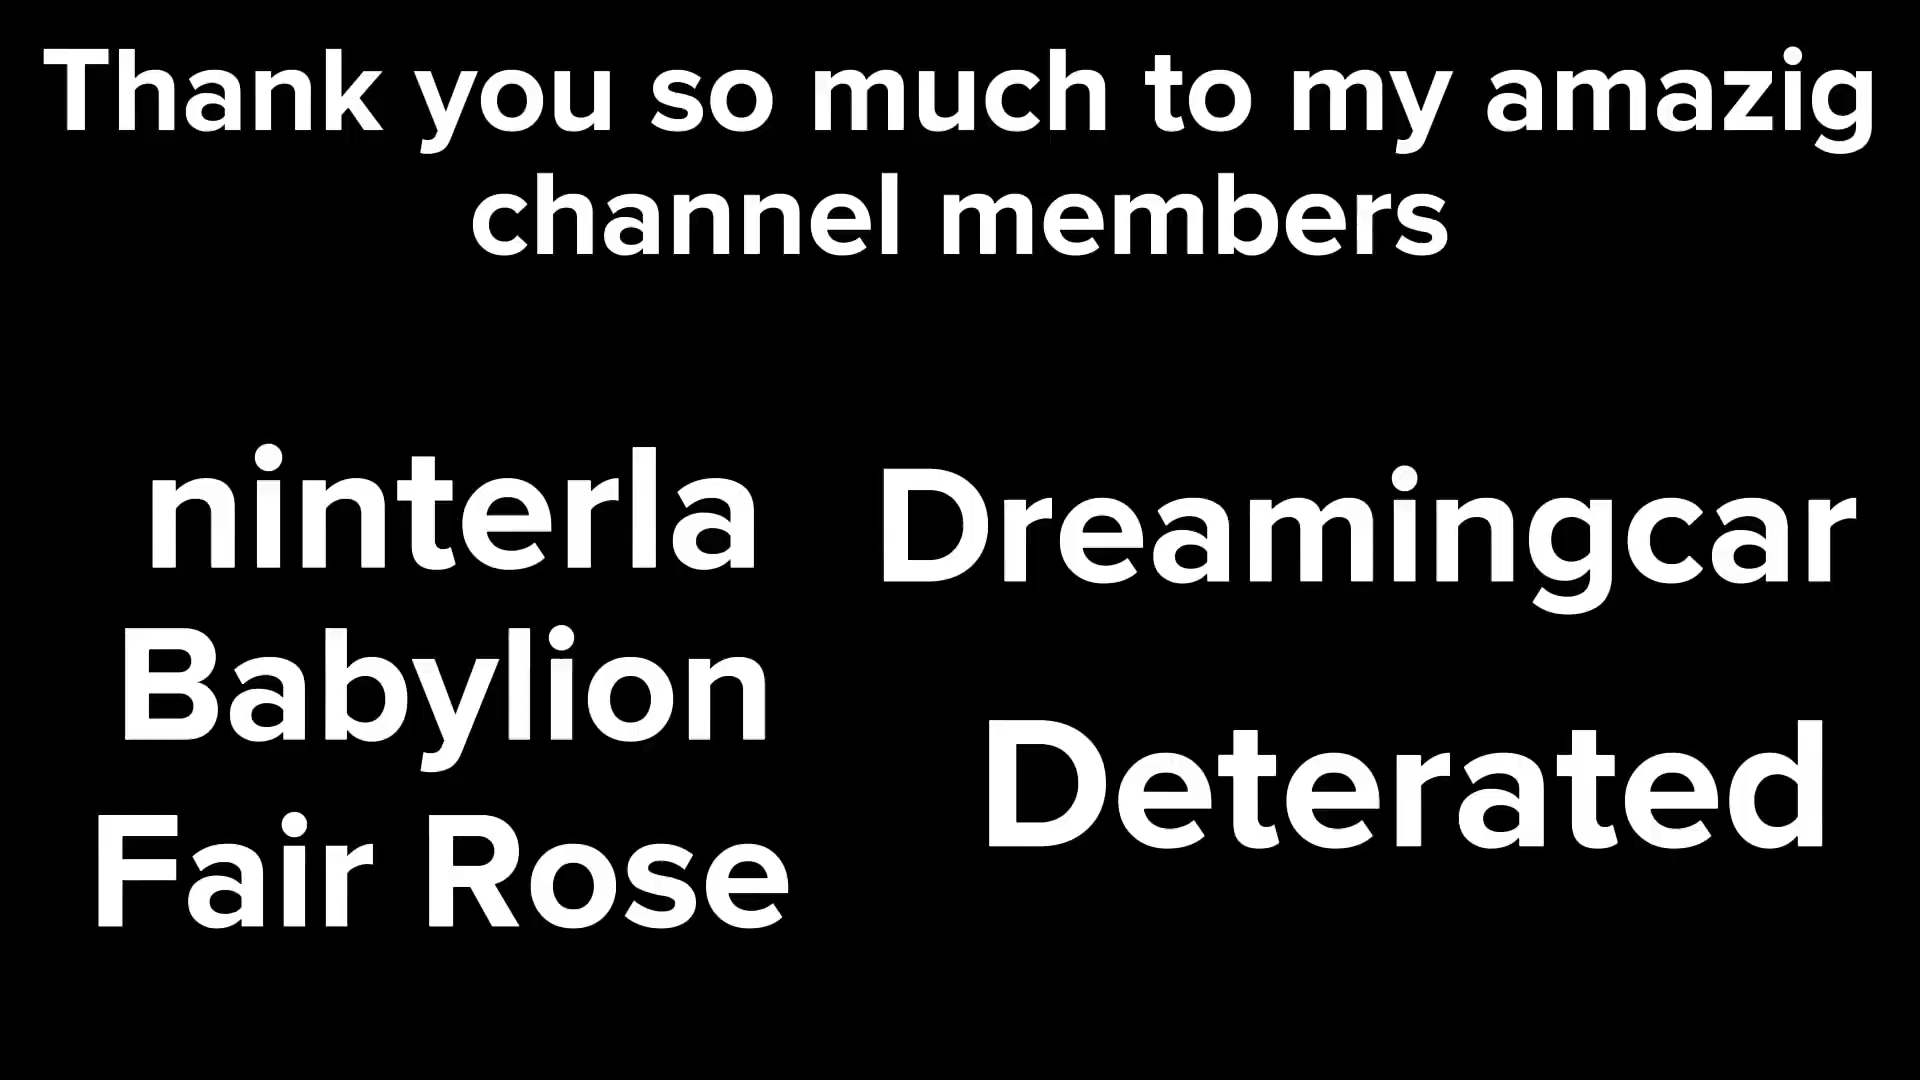 Thank you so much to my amazig
channel members
ninterla
Babylion
Fair Rose
Dreamingcar
Deterated